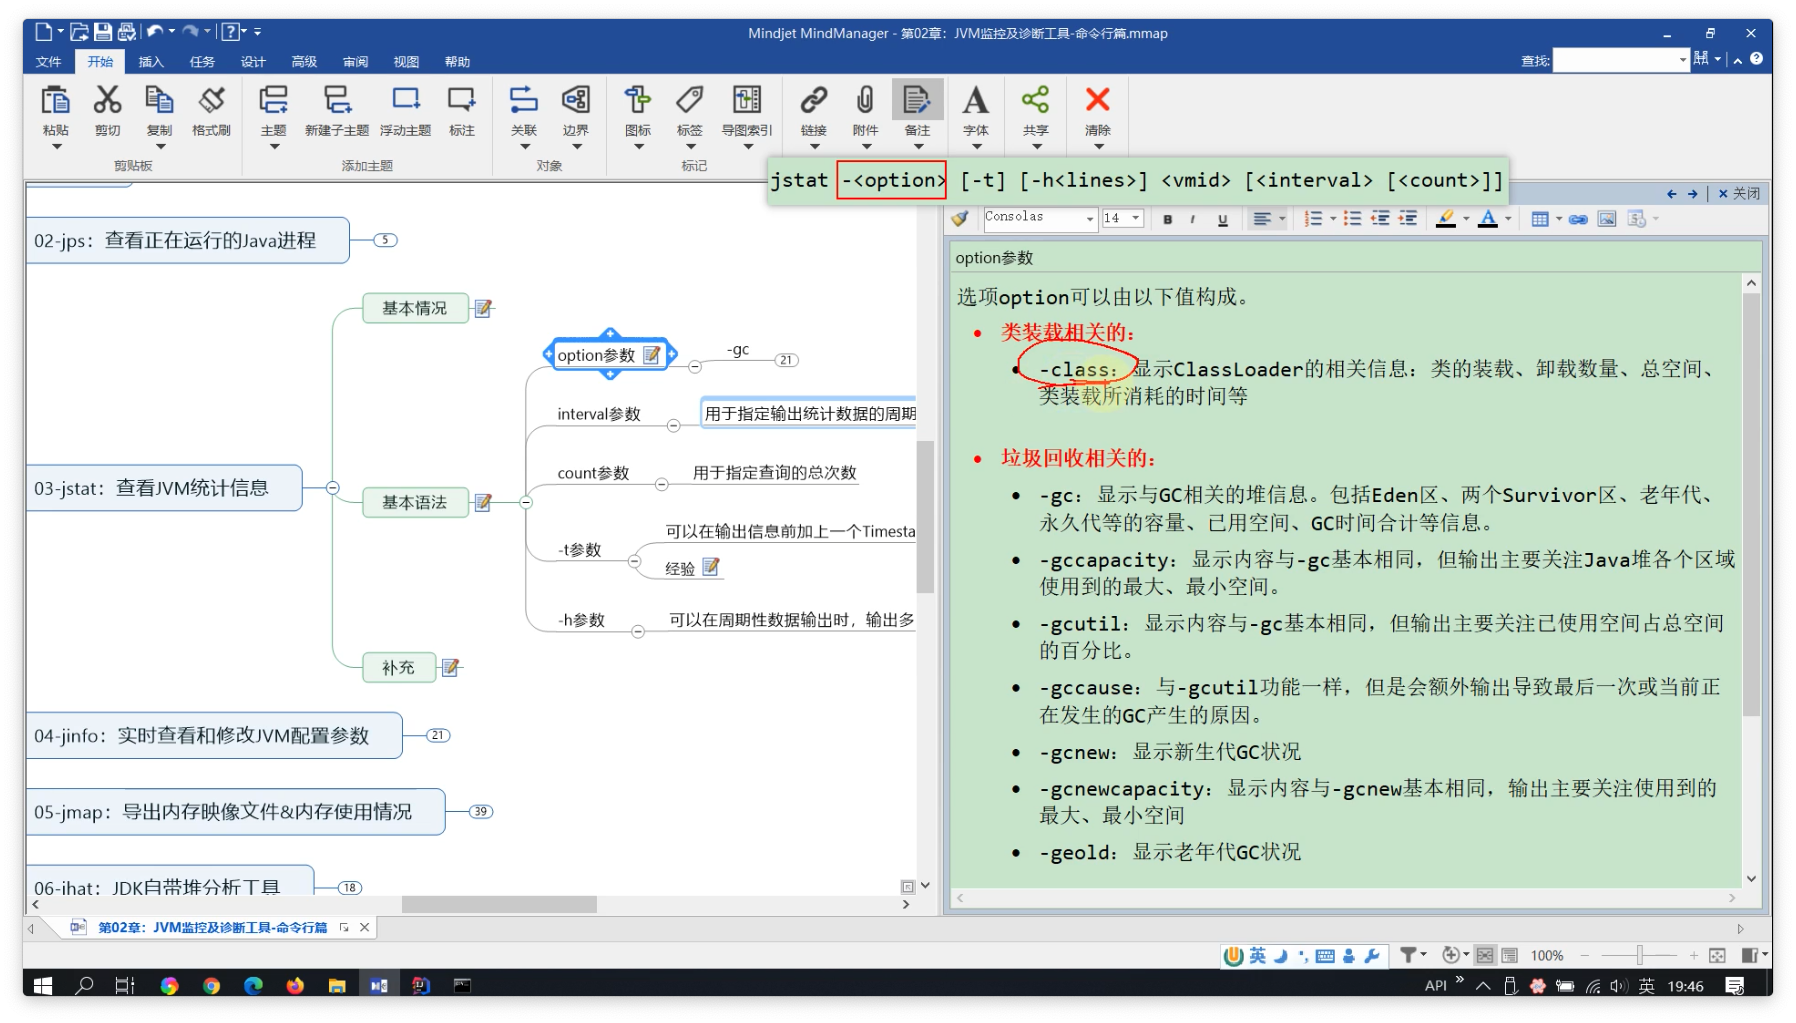 Mindjet MindManager - 第02章：JVM监控及诊断工具-命令行篇.mmap
文件 开始 插入 任务 设计 高级 审阅 视图 帮助
查找:
粘贴 剪切 复制 格式刷 主题 新建子主题 浮动主题 标注 关联 边界 图标 标签 导图索引 链接 附件 备注 字体 共享 清除
剪贴板 添加主题 对象 标记
jstat -<option> [-t] [-h<lines>] <vmid> [<interval> [<count>]]
关闭
Consolas 14 B I U
02-jps：查看正在运行的Java进程 5
基本情况
option参数 -gc 21
interval参数 用于指定输出统计数据的周期
count参数 用于指定查询的总次数
03-jstat：查看JVM统计信息
基本语法
可以在输出信息前加上一个Timesta
-t参数
经验
-h参数 可以在周期性数据输出时，输出多
补充
04-jinfo：实时查看和修改JVM配置参数 21
05-jmap：导出内存映像文件&内存使用情况 39
06-jhat：JDK自带堆分析工具 18
option参数
选项option可以由以下值构成。
• 类装载相关的：
• -class：显示ClassLoader的相关信息：类的装载、卸载数量、总空间、
类装载所消耗的时间等
• 垃圾回收相关的：
• -gc：显示与GC相关的堆信息。包括Eden区、两个Survivor区、老年代、
永久代等的容量、已用空间、GC时间合计等信息。
• -gccapacity：显示内容与-gc基本相同，但输出主要关注Java堆各个区域
使用到的最大、最小空间。
• -gcutil：显示内容与-gc基本相同，但输出主要关注已使用空间占总空间
的百分比。
• -gccause：与-gcutil功能一样，但是会额外输出导致最后一次或当前正
在发生的GC产生的原因。
• -gcnew：显示新生代GC状况
• -gcnewcapacity：显示内容与-gcnew基本相同，输出主要关注使用到的
最大、最小空间
• -geold：显示老年代GC状况
第02章：JVM监控及诊断工具-命令行篇
英
100%
API 英 19:46